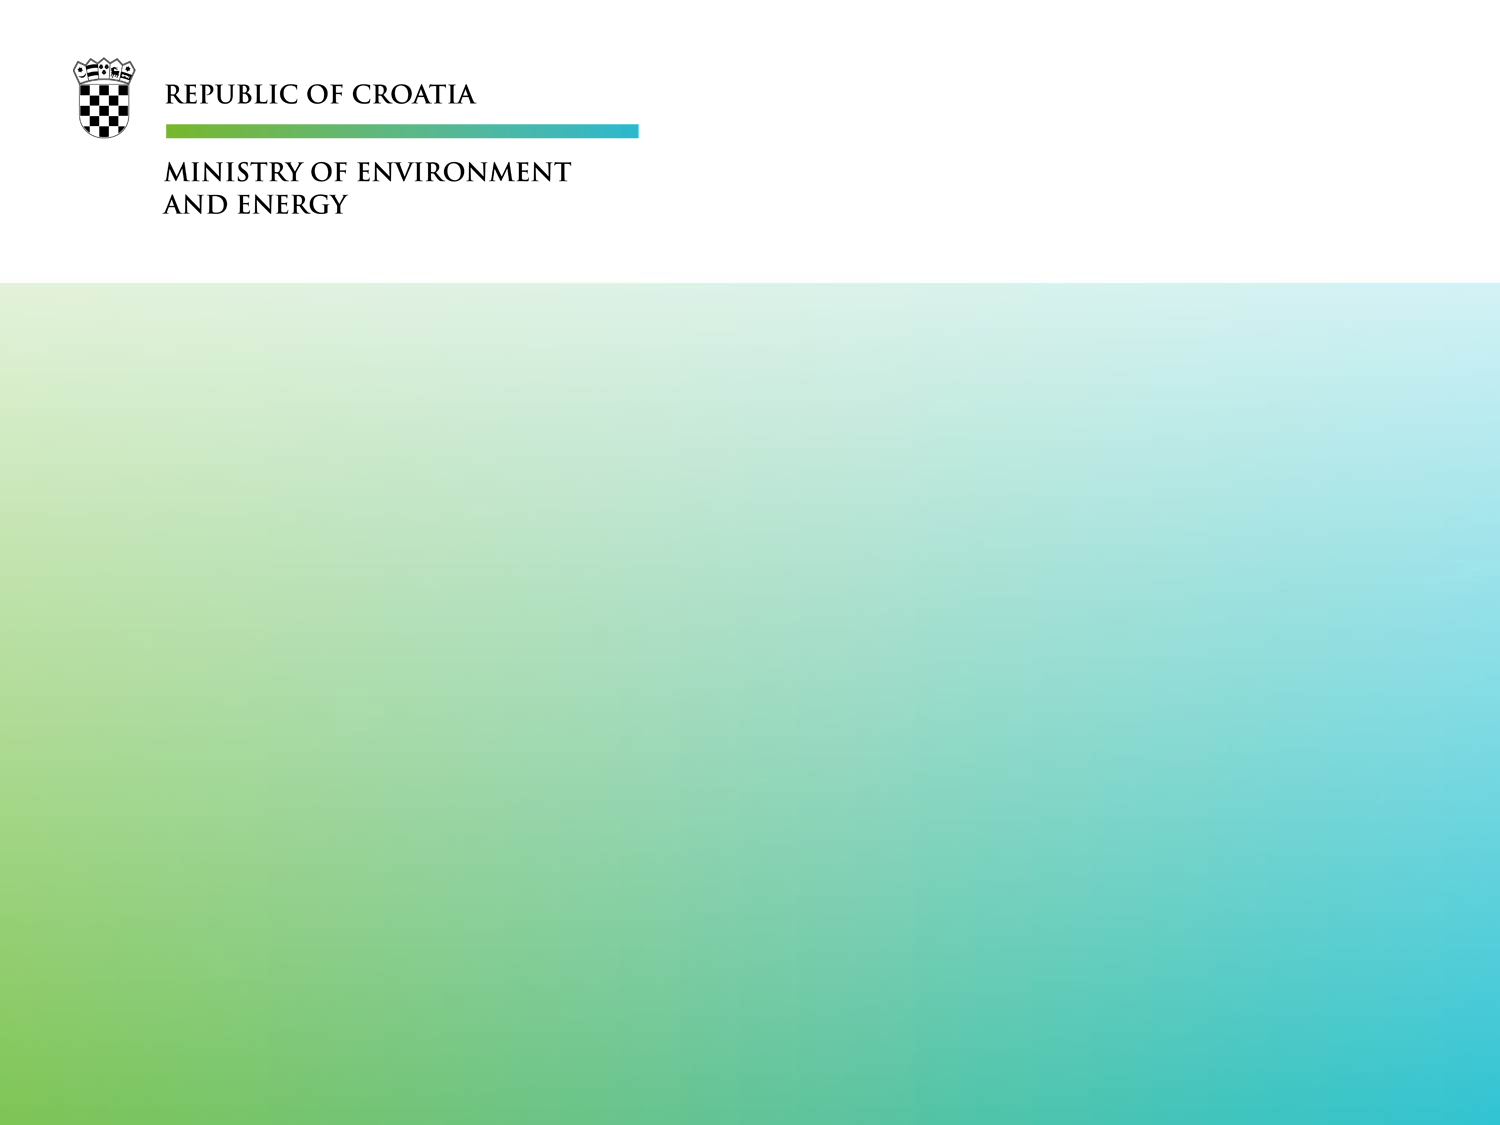 REPUBLIC OF CROATIA
MINISTRY OF ENVIRONMENT
AND ENERGY